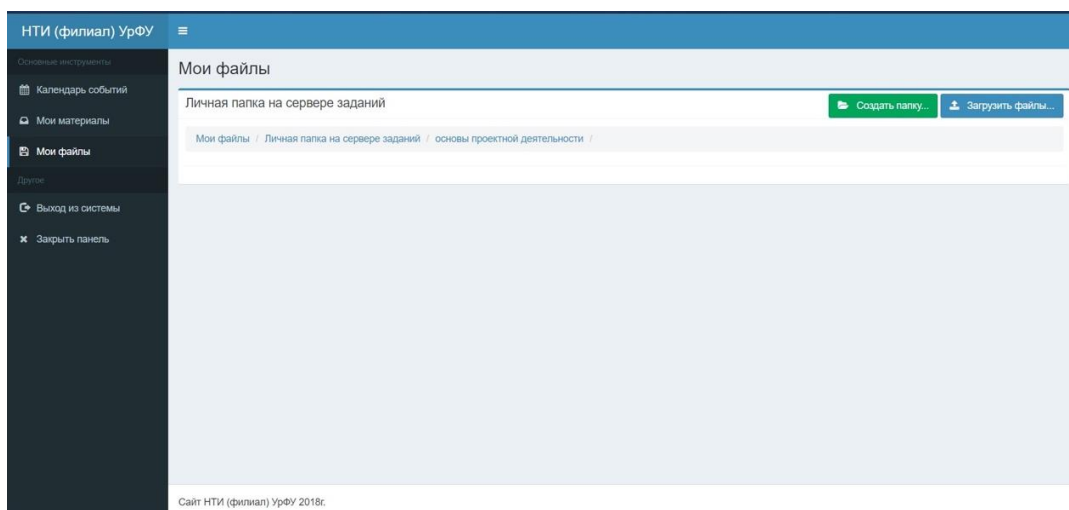 НТИ (филиал) УрФУ
Основные инструменты
Календарь событий
Мои материалы
Мои файлы
Другое
Выход из системы
Закрыть панель
Мои файлы
Личная папка на сервере заданий
Создать папку...
Загрузить файлы...
Мои файлы / Личная папка на сервере заданий / основы проектной деятельности /
Сайт НТИ (филиал) УрФУ 2018г.